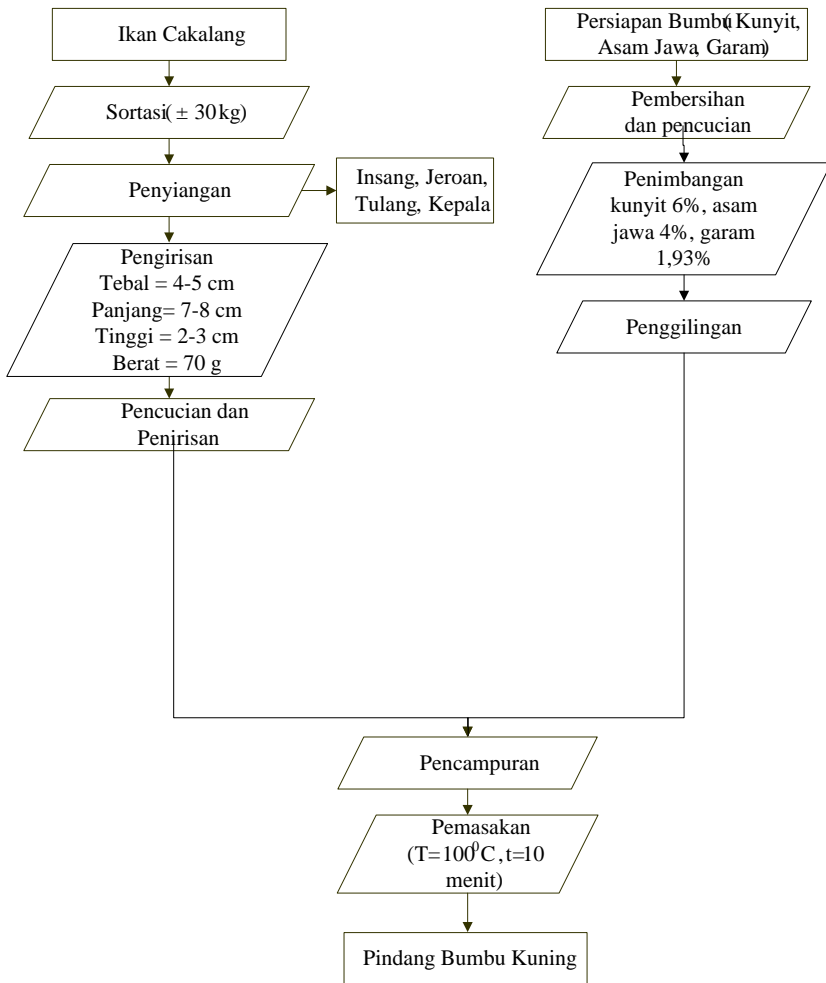 Ikan Cakalang
Sortasi( ± 30kg)
Penyiangan
Insang, Jeroan,
Tulang, Kepala
Pengirisan
Tebal = 4-5 cm
Panjang= 7-8 cm
Tinggi = 2-3 cm
Berat = 70 g
Pencucian dan
Penirisan
Persiapan Bumbu( Kunyit,
Asam Jawa, Garam)
Pembersihan
dan pencucian
Penimbangan
kunyit 6%, asam
jawa 4%, garam
1,93%
Penggilingan
Pencampuran
Pemasakan
(T=100⁰C, t=10
menit)
Pindang Bumbu Kuning